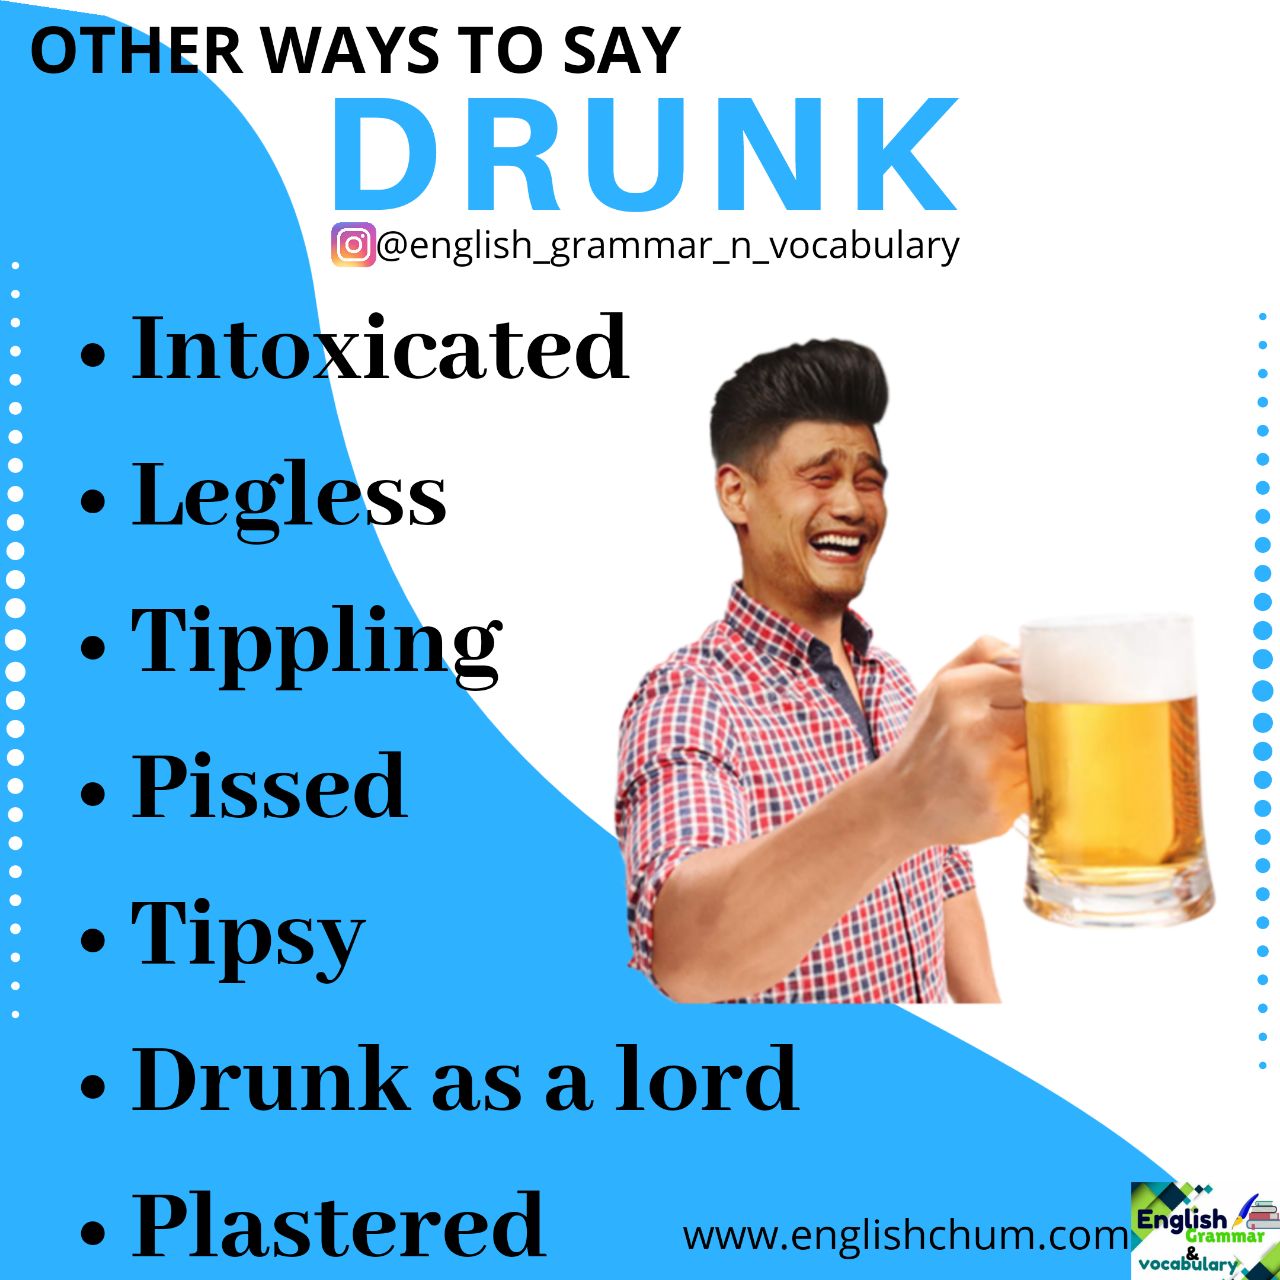 OTHER WAYS TO SAY
DRUNK
@english_grammar_n_vocabulary
• Intoxicated
• Legless
• Tippling
• Pissed
• Tipsy
• Drunk as a lord
• Plastered
www.englishchum.com
English
Grammar
&
vocabulary